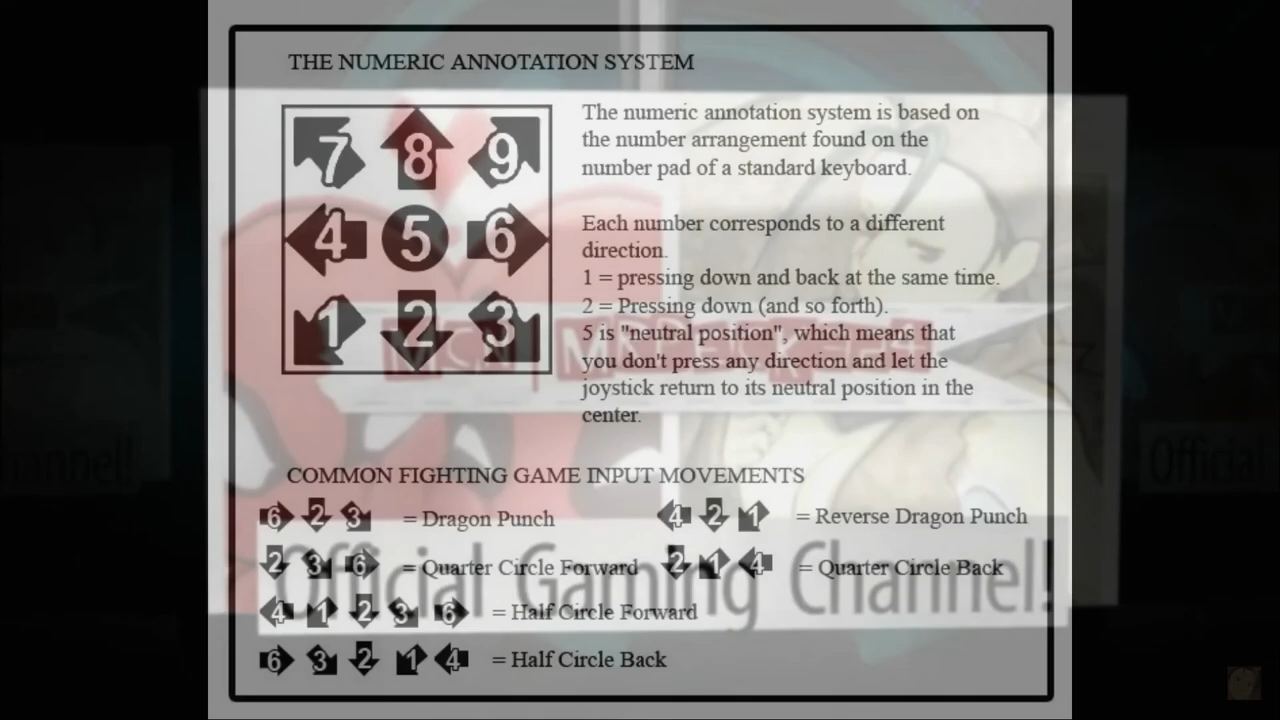 THE NUMERIC ANNOTATION SYSTEM
7 8 9
4 5 6
1 2 3
The numeric annotation system is based on
the number arrangement found on the
number pad of a standard keyboard.
Each number corresponds to a different
direction.
1 = pressing down and back at the same time.
2 = Pressing down (and so forth).
5 is "neutral position", which means that
you don't press any direction and let the
joystick return to its neutral position in the
center.
COMMON FIGHTING GAME INPUT MOVEMENTS
6 2 3 = Dragon Punch
4 2 1 = Reverse Dragon Punch
2 3 6 = Quarter Circle Forward
2 1 4 = Quarter Circle Back
4 1 2 3 6 = Half Circle Forward
6 3 2 1 4 = Half Circle Back
Official Gaming Channel!
hannel!
Official